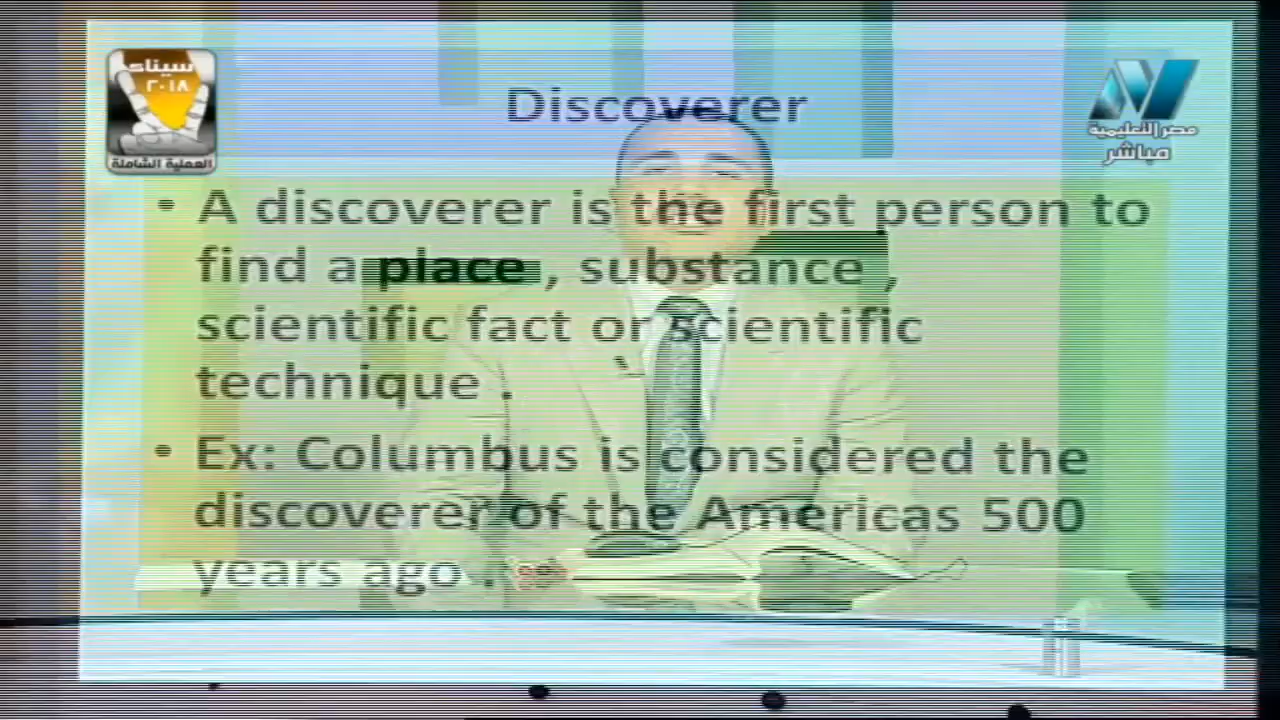 سيناء
٢٠١٨
العملية الشاملة
مصر التعليمية
مباشر
Discoverer
• A discoverer is the first person to
find a place , substance ,
scientific fact or scientific
technique .
• Ex: Columbus is considered the
discoverer of the Americas 500
years ago .